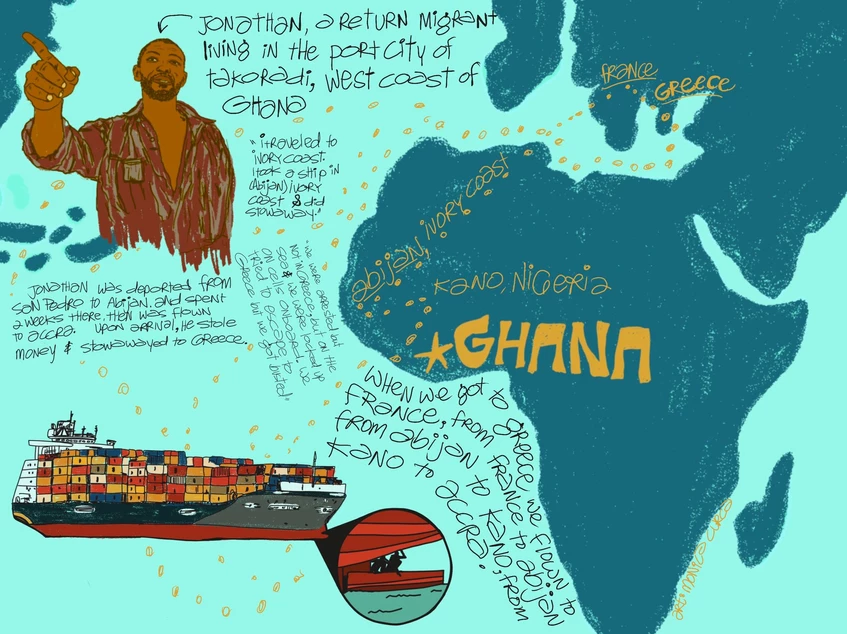 Jonathan, a return migrant
living in the port city of
Takoradi, west coast of
Ghana
"I traveled to
ivory coast.
I took a ship in
(Abijan) ivory
coast & did
stowaway."
"we were arrested but
not in Greece, but on the
sea & we were picked up
on cells onboard. we
tried to escape to
Greece but we got busted"
Jonathan was deported from
San Pedro to Abijan. and spent
2 weeks there. then was flown
to accra. Upon arrival, he stole
money & stowawayed to Greece.
France
Greece
abijan, ivory coast
Kano, Nigeria
GHANA
When we got to Greece we flown to
France, from France to abijan
from abijan to Kano, from
Kano to accra.